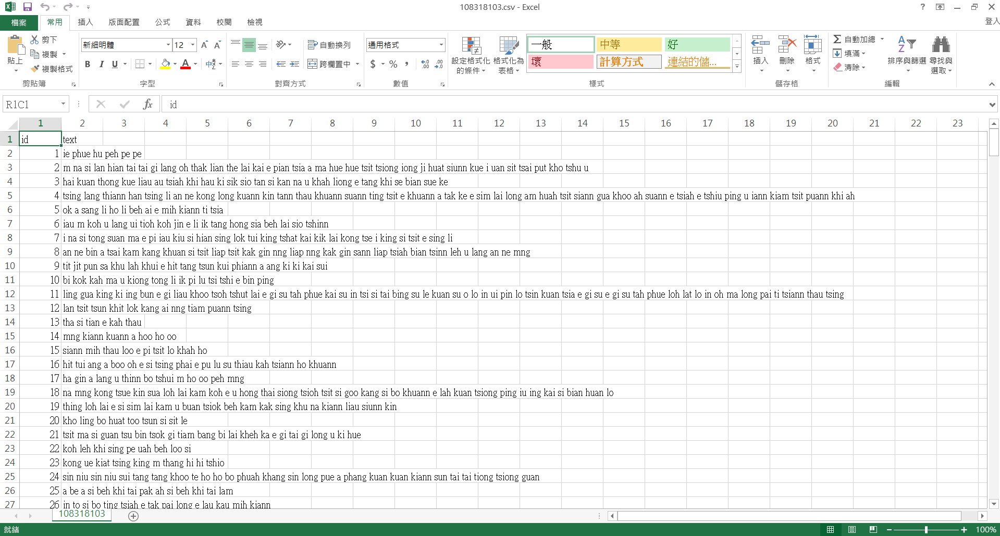 108318103.csv - Excel
?
檔案 常用 插入 版面配置 公式 資料 校閱 檢視 登入
貼上 剪下 複製 複製格式
剪貼簿
新細明體 12 A A
B I U A
字型
自動換列
跨欄置中
對齊方式
通用格式
$ % ,
數值
設定格式化的條件
格式化為表格
一般 中等 好
壞 計算方式 連結的儲...
樣式
插入 刪除 格式
儲存格
自動加總
填滿
清除
排序與篩選
尋找與選取
編輯
R1C1 fx id
1 2 3 4 5 6 7 8 9 10 11 12 13 14 15 16 17 18 19 20 21 22 23
1 id text
2 1 ie phue hu peh pe pe
3 2 m na si lan hian tai tai gi lang oh thak lian the lai kai e pian tsia a ma hue hue tsit tsiong iong ji huat siunn kue i uan sit tsai put kho tshu u
4 3 hai kuan thong kue liau au tsiah khi hau ki sik sio tan si kan na u khah liong e tang khi se bian sue ke
5 4 tsing lang thiann han tsing li an ne kong long kuann kin tann thau khuann suann ting tsit e khuann a tak ke e sim lai long am huah tsit siann gua khoo ah suann e tsiah e tshiu ping u iann kiam tsit puann khi ah
6 5 ok a sang li ho li beh ai e mih kiann ti tsia
7 6 iau m koh u lang ui tioh koh jin e li ik tang hong sia beh lai sio tshinn
8 7 i na si tong suan ma e pi iau kiu si hian sing lok tui king tshat kai kik lai kong tse i king si tsit e sing li
9 8 an ne bin a tsai kam kang khuan si tsit liap tsit kak gin nng liap nng kak gin sann liap tsiah bian tsinn leh u lang an ne mng
10 9 tit jit pun sa khu lah khui e hit tang tsun kui phiann a ang ki ki kai sui
11 10 bi kok kah ma u kiong tong li ik pi lu tsi tshi e bin ping
12 11 ling gua king ki ing bun e gi liau khoo tsoh tshut lai e gi su tah phue kai su in tsi si tai bing su le kuan su o lo in ui pin lo tsin kuan tsia e gi su e gi su tah phue loh lat lo in oh ma long pai ti tsiann thau tsing
13 12 lan tsit tsun khit lok kang ai nng tiam puann tsing
14 13 tha si tian e kah thau
15 14 mng kiann kuann a hoo ho oo
16 15 siann mih thau loo e pi tsit lo khah ho
17 16 hit tui ang a boo oh e si tsing phai e pu lu su thiau kah tsiann ho khuann
18 17 ha gin a lang u thinn bo tshui m ho oo peh mng
19 18 na mng kong tsue kin sua loh lai kam koh e u hong thai siong tsioh tsit si goo kang si bo khuann e lah kuan tsiong ping iu ing kai si bian huan lo
20 19 thing loh lai e si sim lai kam u buan tsiok beh kam kak sing khu na kiann liau siunn kin
21 20 kho ling bo huat too tsun si sit le
22 21 tsit ma si guan tsu bin tsok gi tiam bang bi lai kheh ka e gi tai gi long u ki hue
23 22 koh leh khi sing pe uah beh loo si
24 23 kong ue kiat tsing king m thang hi hi tshio
25 24 sin niu sin niu sui tang tang khoo te ho ho bo phuah khang sin long pue a phang kuan kuan kiann sun tai tai tiong tsiong guan
26 25 a be a si beh khi tai pak ah si beh khi tai lam
27 26 in to si bo ting tsiah e tak pai long e lau kau mih kiann
108318103
就緒 100%